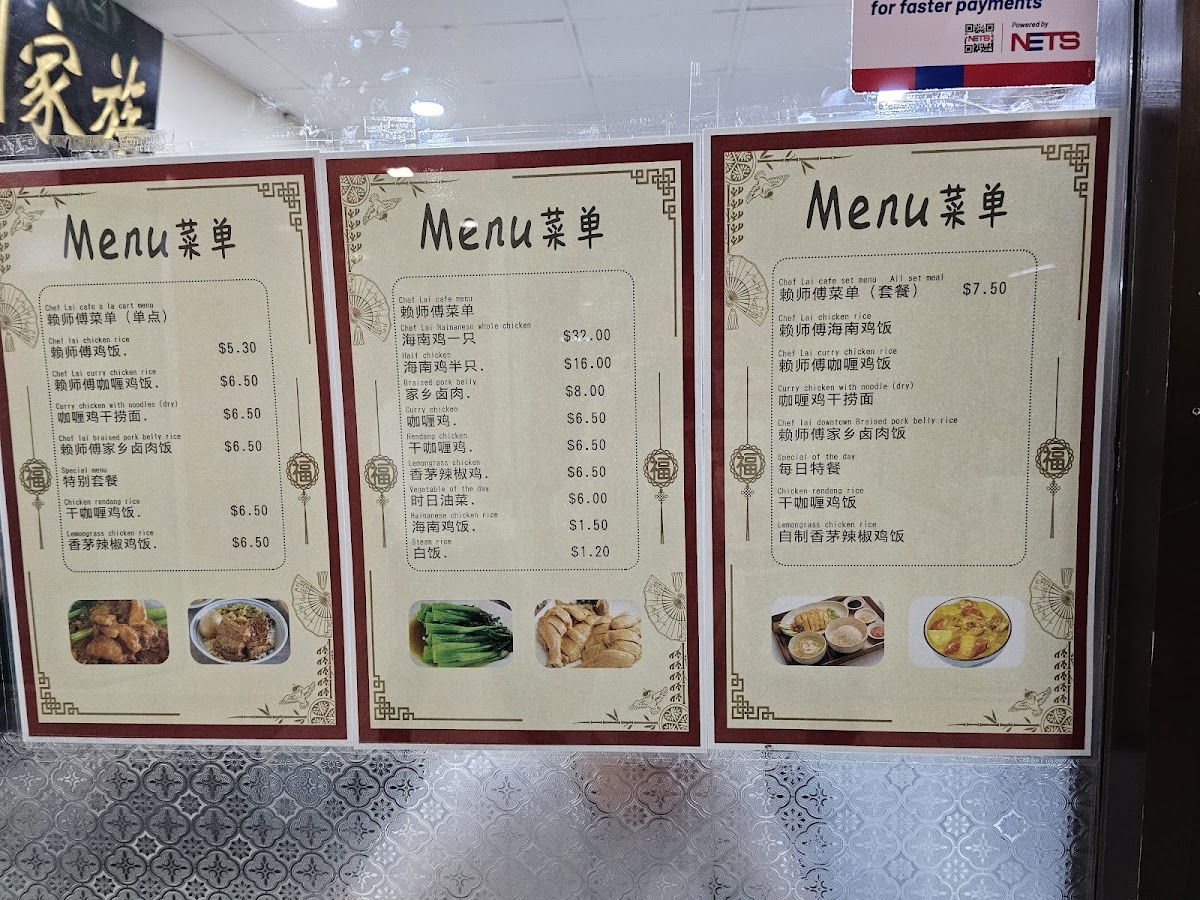 家族
for faster payments
Powered by
NETS
NETS
Menu菜单
Chef Lai cafe a la cart menu
赖师傅菜单（单点）
Chef lai chicken rice
赖师傅鸡饭. $5.30
Chef Lai curry chicken rice
赖师傅咖喱鸡饭. $6.50
Curry chicken with noodles (dry)
咖喱鸡干捞面. $6.50
Chef lai braised pork belly rice
赖师傅家乡卤肉饭 $6.50
Special menu
特别套餐
Chicken rendang rice
干咖喱鸡饭. $6.50
Lemongrass chicken rice
香茅辣椒鸡饭. $6.50
福
福
Menu菜单
Chef Lai cafe menu
赖师傅菜单
Chef Lai Hainanese whole chicken
海南鸡一只 $32.00
Half chicken
海南鸡半只. $16.00
Braised pork belly
家乡卤肉. $8.00
Curry chicken
咖喱鸡. $6.50
Rendang chicken
干咖喱鸡. $6.50
Lemongrass chicken
香茅辣椒鸡. $6.50
Vegetable of the day
时日油菜. $6.00
Hainanese chicken rice
海南鸡饭. $1.50
Steam rice
白饭. $1.20
福
福
Menu菜单
Chef Lai cafe set menu All set meal
赖师傅菜单（套餐） $7.50
Chef Lai chicken rice
赖师傅海南鸡饭
Chef Lai curry chicken rice
赖师傅咖喱鸡饭
Curry chicken with noodle (dry)
咖喱鸡干捞面
Chef lai downtown Braised pork belly rice
赖师傅家乡卤肉饭
Special of the day
每日特餐
Chicken rendang rice
干咖喱鸡饭
Lemongrass chicken rice
自制香茅辣椒鸡饭
福
福